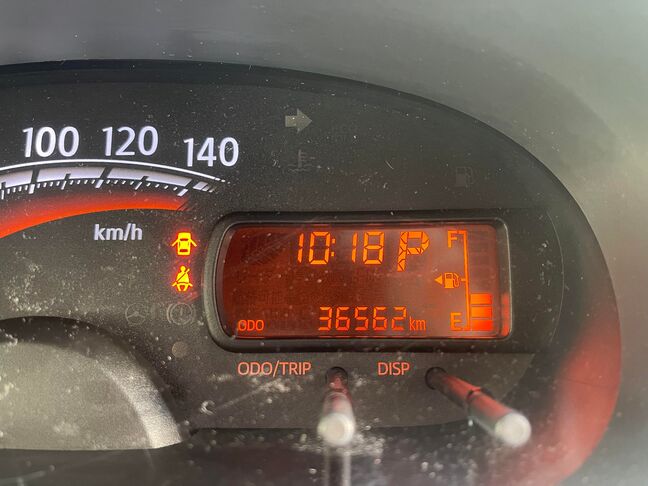 100 120 140
km/h
10:18 P F
ODO 36562 km E
ODO/TRIP DISP